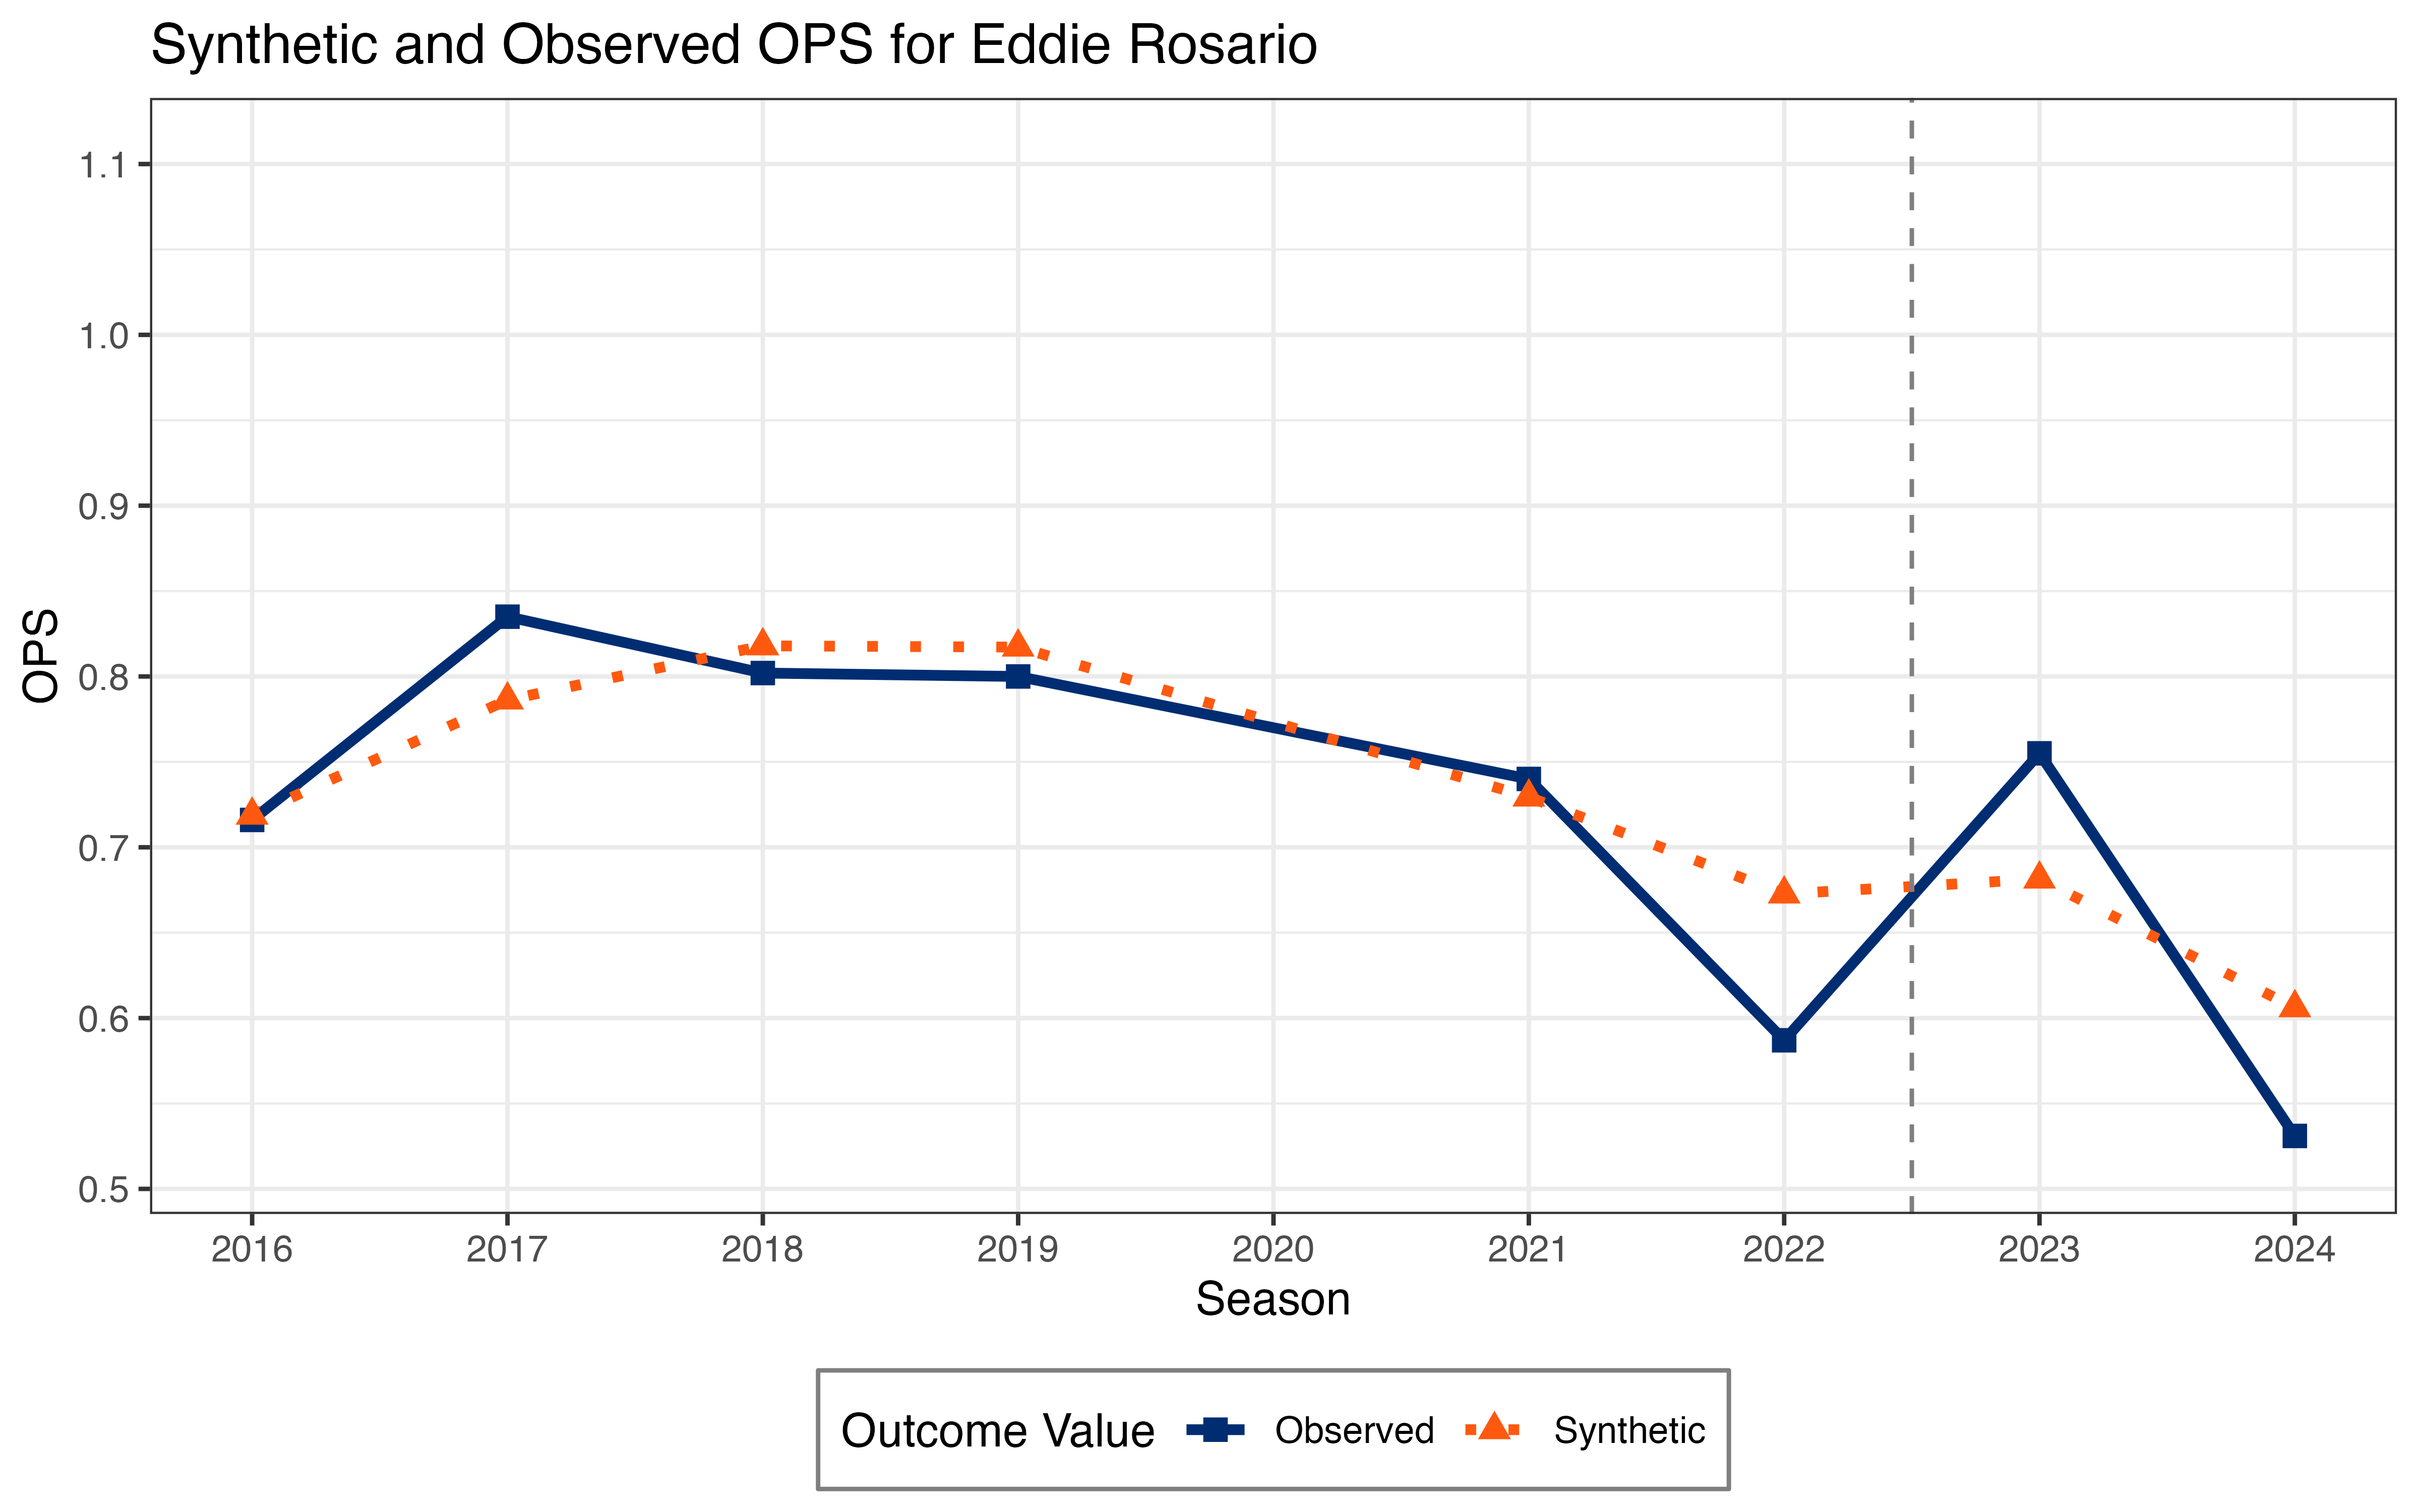 Synthetic and Observed OPS for Eddie Rosario
OPS
1.1
1.0
0.9
0.8
0.7
0.6
0.5
2016 2017 2018 2019 2020 2021 2022 2023 2024
Season
Outcome Value Observed Synthetic